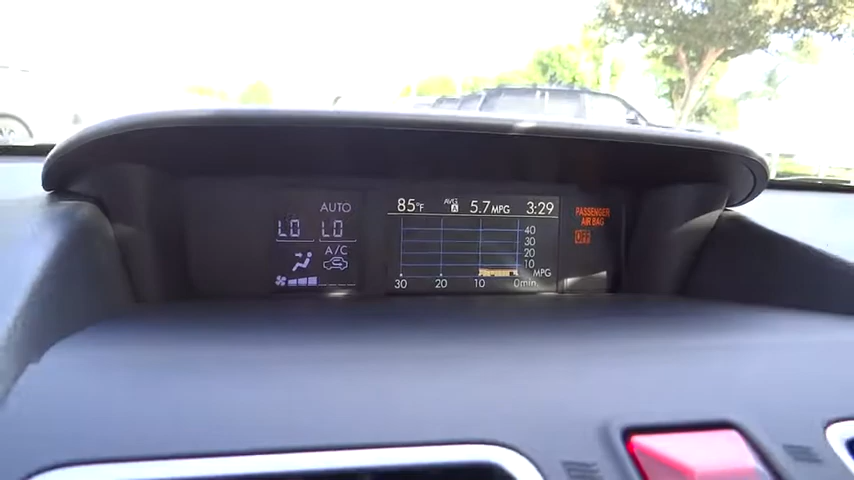 AUTO
LO LO
A/C
85°F AVG A 5.7 MPG 3:29
40
30
20
10
MPG
30 20 10 0min
PASSENGER
AIR BAG
OFF